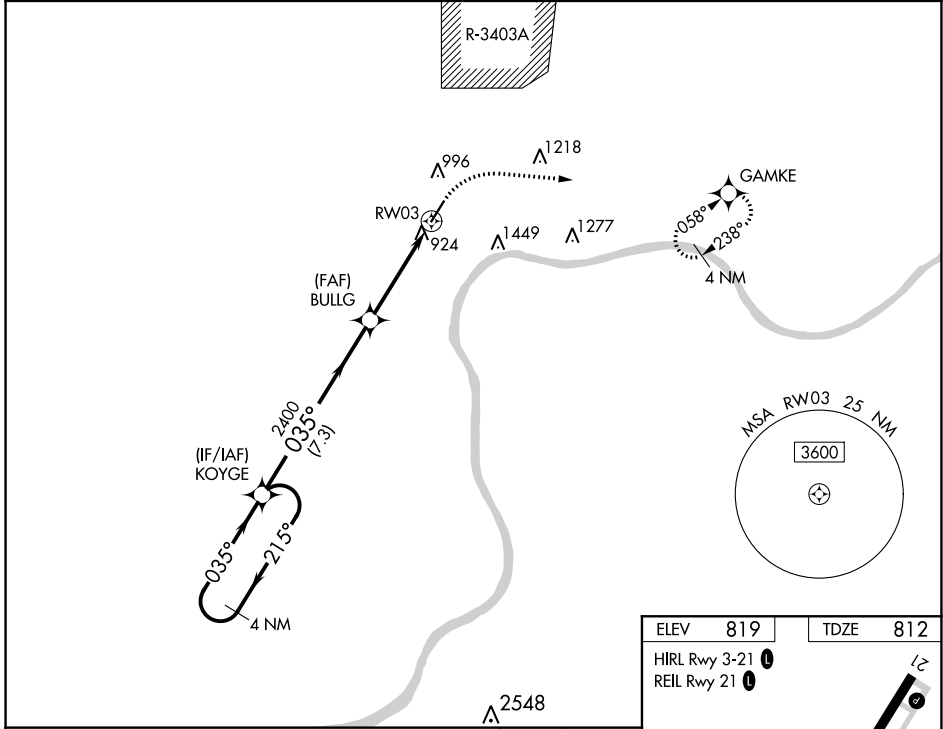 R-3403A
996
1218
GAMKE
RW03
058°
238°
924
1449
1277
4 NM
(FAF)
BULLG
2400
035°
(7.3)
(IF/IAF)
KOYGE
035°
215°
4 NM
MSA RW03 25 NM
3600
2548
ELEV 819
TDZE 812
HIRL Rwy 3-21 L
REIL Rwy 21 L
21
P